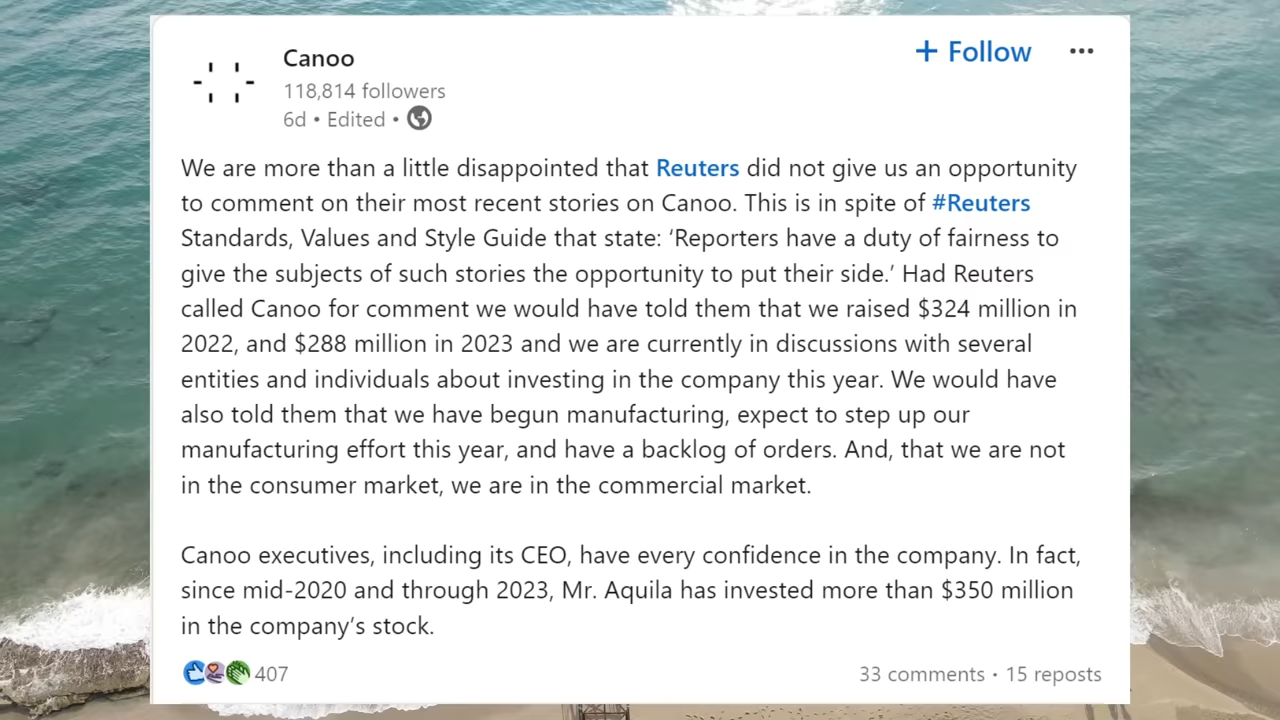 Canoo
+ Follow
118,814 followers
6d • Edited •
We are more than a little disappointed that Reuters did not give us an opportunity
to comment on their most recent stories on Canoo. This is in spite of #Reuters
Standards, Values and Style Guide that state: ‘Reporters have a duty of fairness to
give the subjects of such stories the opportunity to put their side.’ Had Reuters
called Canoo for comment we would have told them that we raised $324 million in
2022, and $288 million in 2023 and we are currently in discussions with several
entities and individuals about investing in the company this year. We would have
also told them that we have begun manufacturing, expect to step up our
manufacturing effort this year, and have a backlog of orders. And, that we are not
in the consumer market, we are in the commercial market.
Canoo executives, including its CEO, have every confidence in the company. In fact,
since mid-2020 and through 2023, Mr. Aquila has invested more than $350 million
in the company’s stock.
407
33 comments • 15 reposts